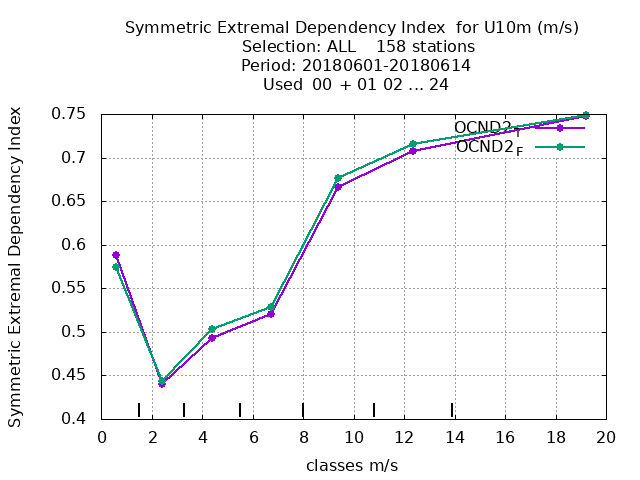 Symmetric Extremal Dependency Index  for U10m (m/s)
Selection: ALL    158 stations
Period: 20180601-20180614
Used  00 + 01 02 ... 24
Symmetric Extremal Dependency Index
0.75
0.7
0.65
0.6
0.55
0.5
0.45
0.4
OCND2_T
OCND2_F
0 2 4 6 8 10 12 14 16 18 20
classes m/s